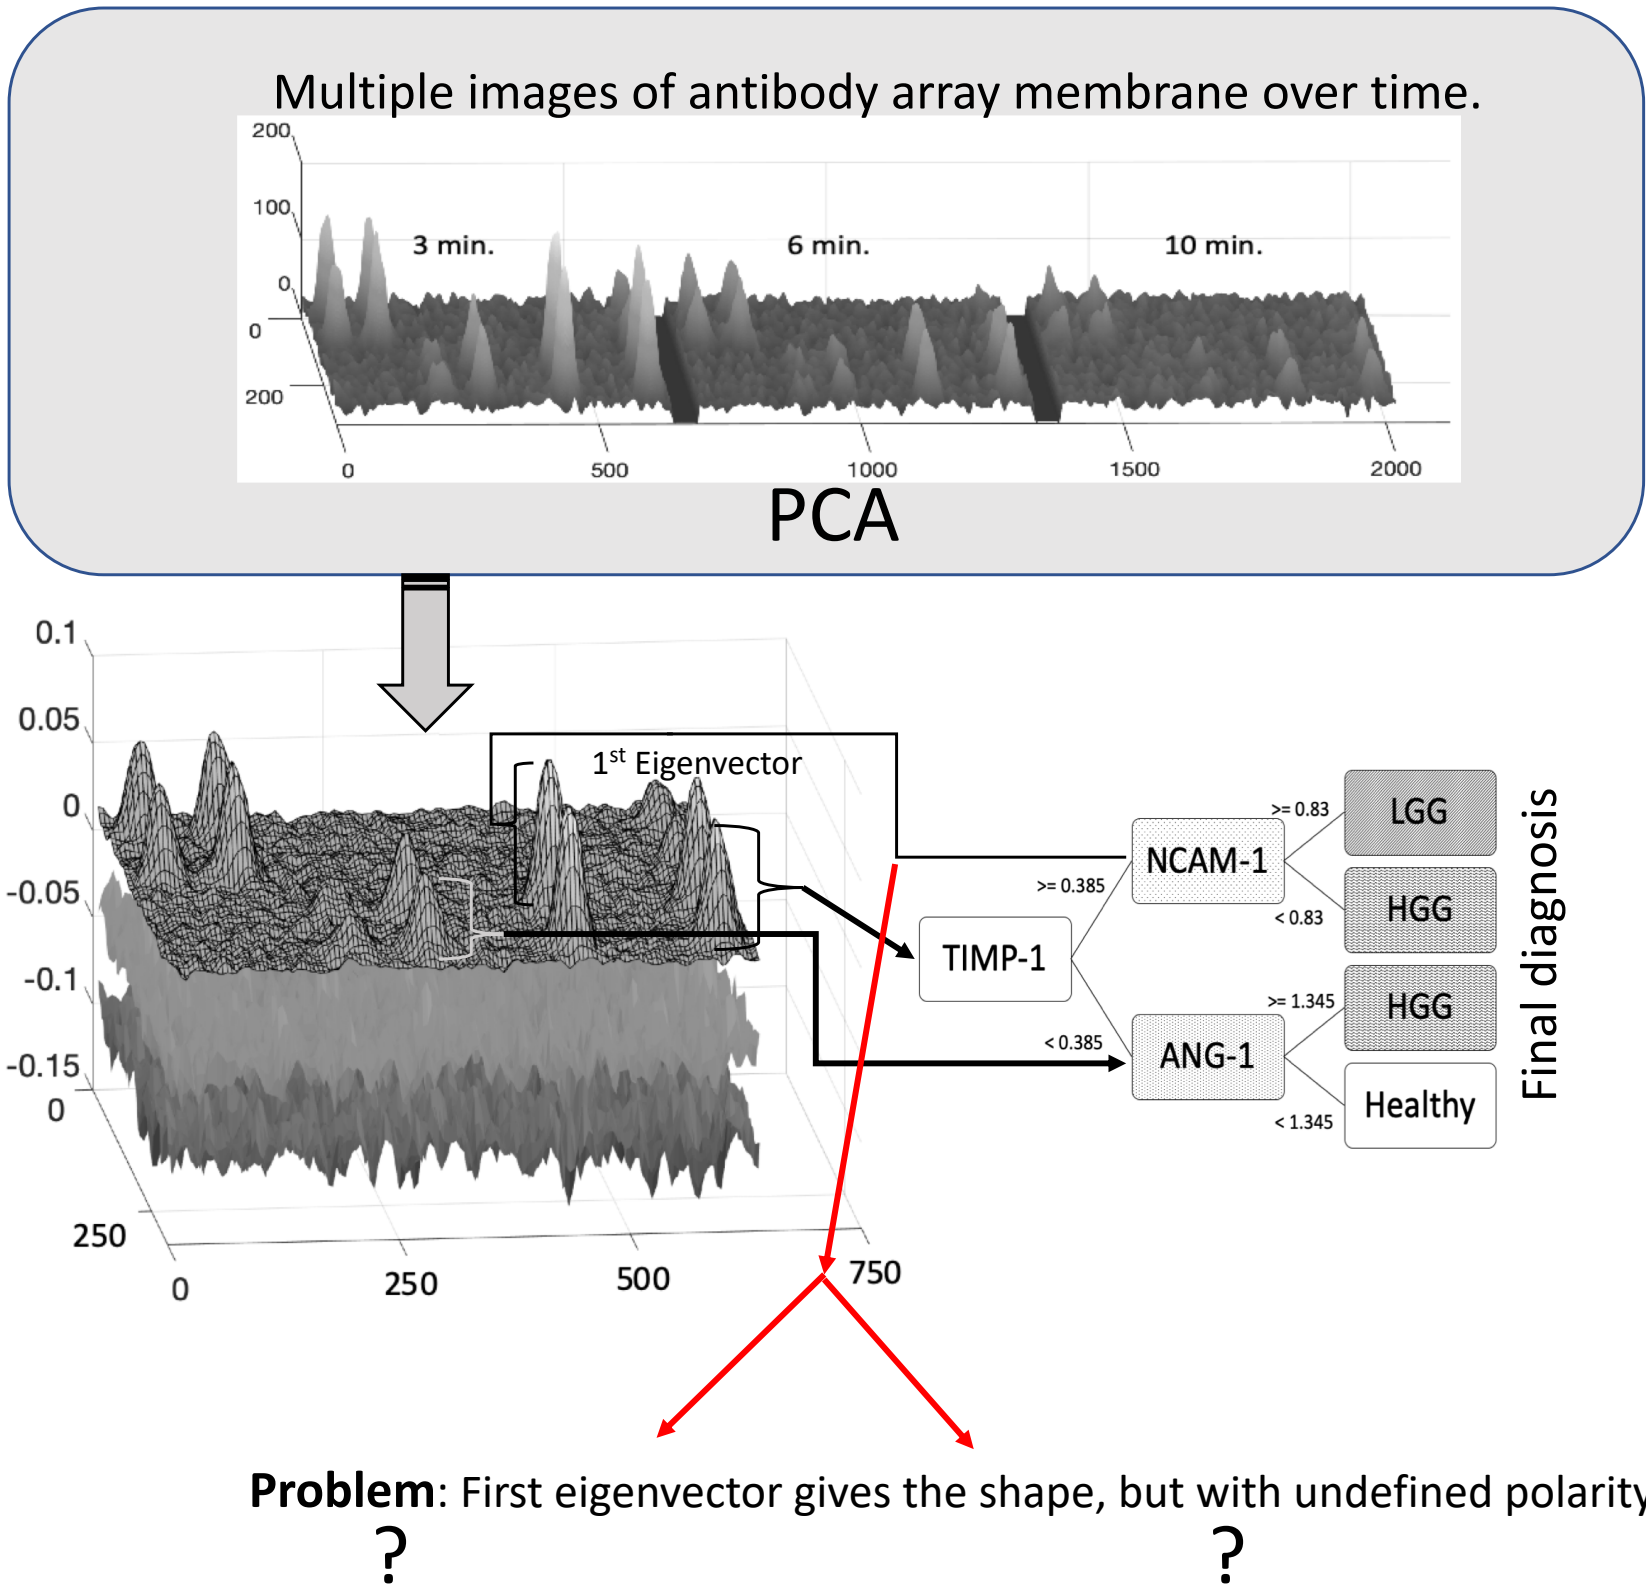 Multiple images of antibody array membrane over time.
200
100
0
0
200
3 min.
6 min.
10 min.
0
500
1000
1500
2000
PCA
0.1
0.05
0
-0.05
-0.1
-0.15
0
250
0
250
500
750
1st Eigenvector
TIMP-1
>= 0.385
< 0.385
NCAM-1
ANG-1
>= 0.83
< 0.83
>= 1.345
< 1.345
LGG
HGG
HGG
Healthy
Final diagnosis
Problem: First eigenvector gives the shape, but with undefined polarity
? ?